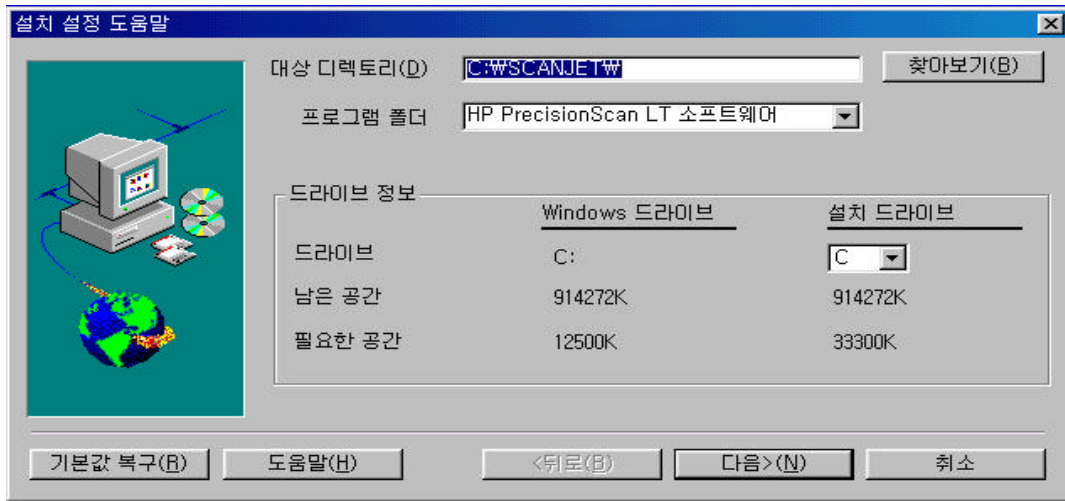 설치 설정 도움말
대상 디렉토리(D) C:₩SCANJET₩ 찾아보기(B)
프로그램 폴더 HP PrecisionScan LT 소프트웨어
드라이브 정보
Windows 드라이브 설치 드라이브
드라이브 C: C
남은 공간 914272K 914272K
필요한 공간 12500K 33300K
기본값 복구(R) 도움말(H) <뒤로(B) 다음>(N) 취소